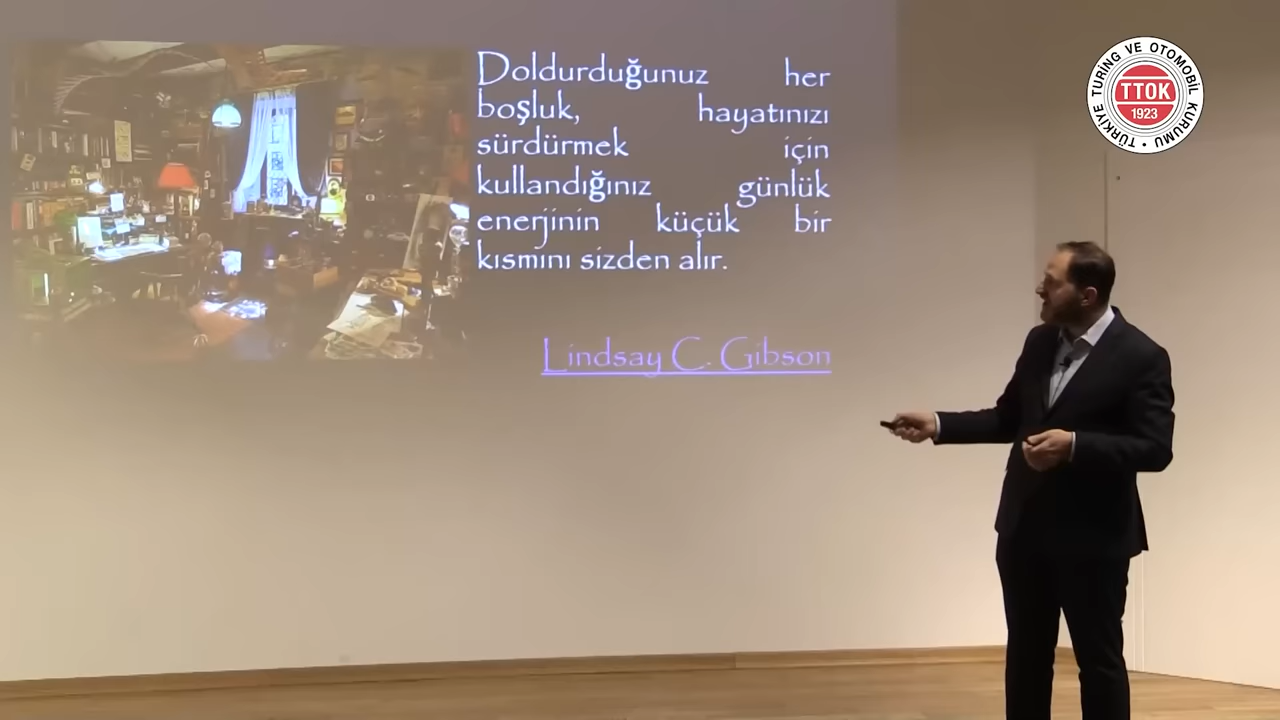 Doldurduğunuz her
boşluk, hayatınızı
sürdürmek için
kullandığınız günlük
enerjinin küçük bir
kısmını sizden alır.
Lindsay C. Gibson
TÜRKİYE TURİNG VE OTOMOBİL KURUMU
TTOK
1923